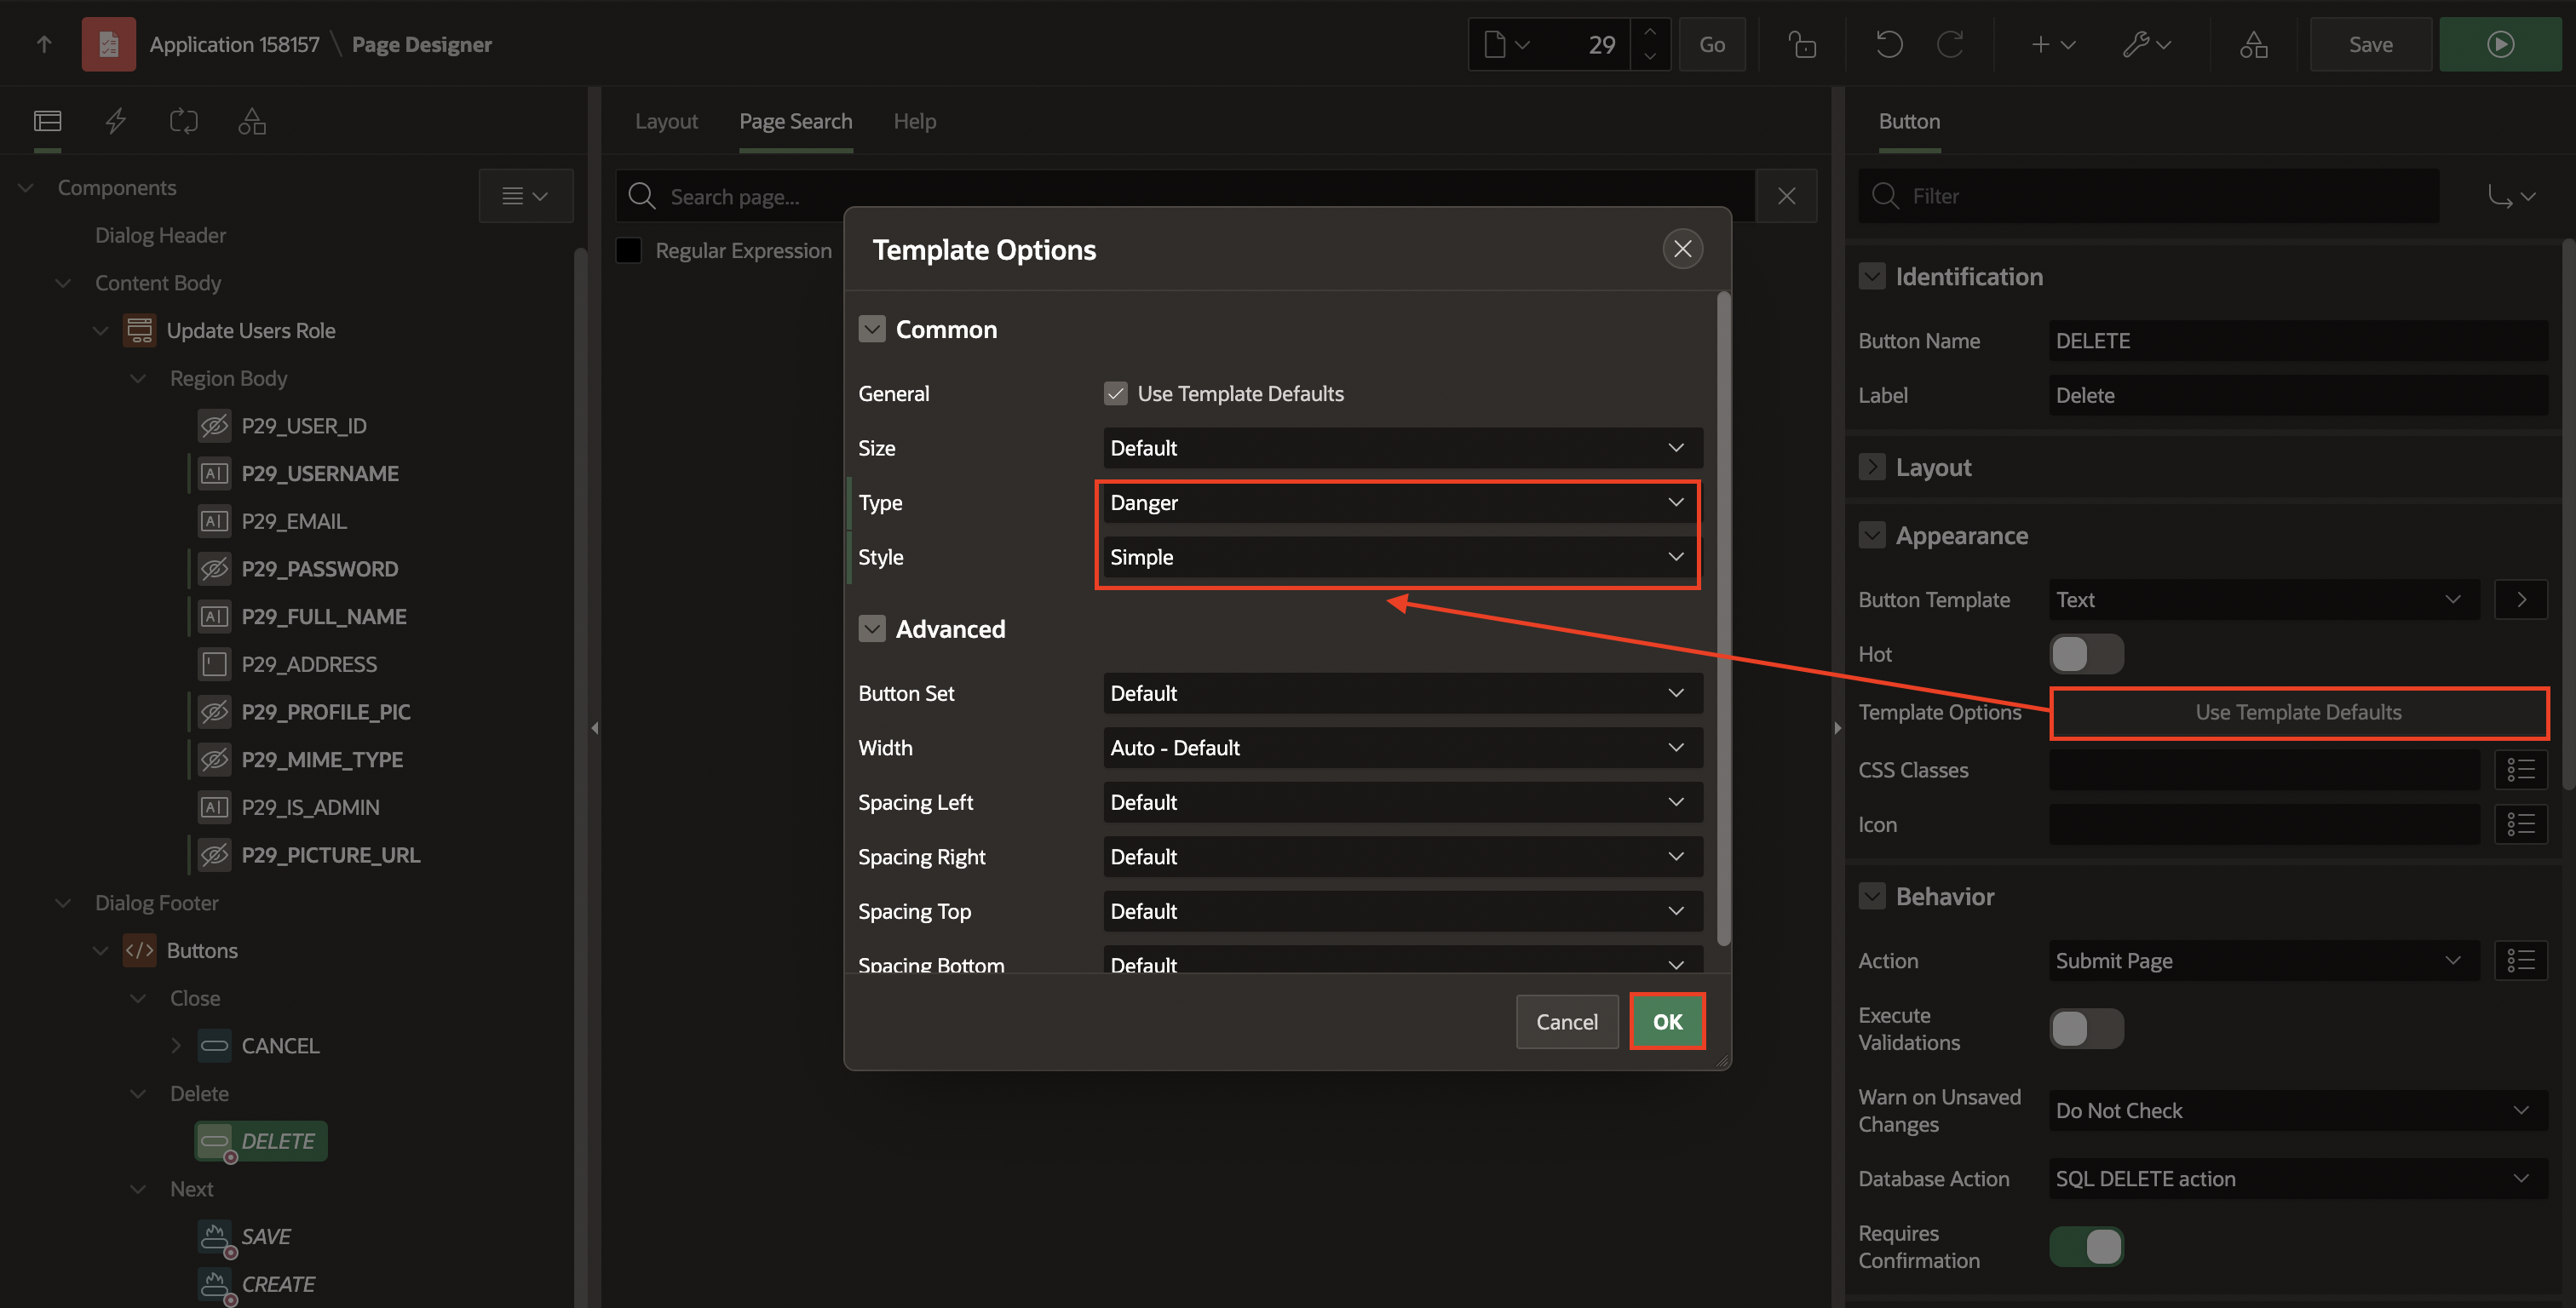 Application 158157 \ Page Designer
29
Go
Save
Layout
Page Search
Help
Button
Components
Dialog Header
Content Body
Update Users Role
Region Body
P29_USER_ID
P29_USERNAME
P29_EMAIL
P29_PASSWORD
P29_FULL_NAME
P29_ADDRESS
P29_PROFILE_PIC
P29_MIME_TYPE
P29_IS_ADMIN
P29_PICTURE_URL
Dialog Footer
Buttons
Close
CANCEL
Delete
DELETE
Next
SAVE
CREATE
Search page...
Regular Expression
Template Options
Common
General
Use Template Defaults
Size
Default
Type
Danger
Style
Simple
Advanced
Button Set
Default
Width
Auto - Default
Spacing Left
Default
Spacing Right
Default
Spacing Top
Default
Spacing Bottom
Default
Cancel
OK
Filter
Identification
Button Name
DELETE
Label
Delete
Layout
Appearance
Button Template
Text
Hot
Template Options
Use Template Defaults
CSS Classes
Icon
Behavior
Action
Submit Page
Execute
Validations
Warn on Unsaved
Changes
Do Not Check
Database Action
SQL DELETE action
Requires
Confirmation